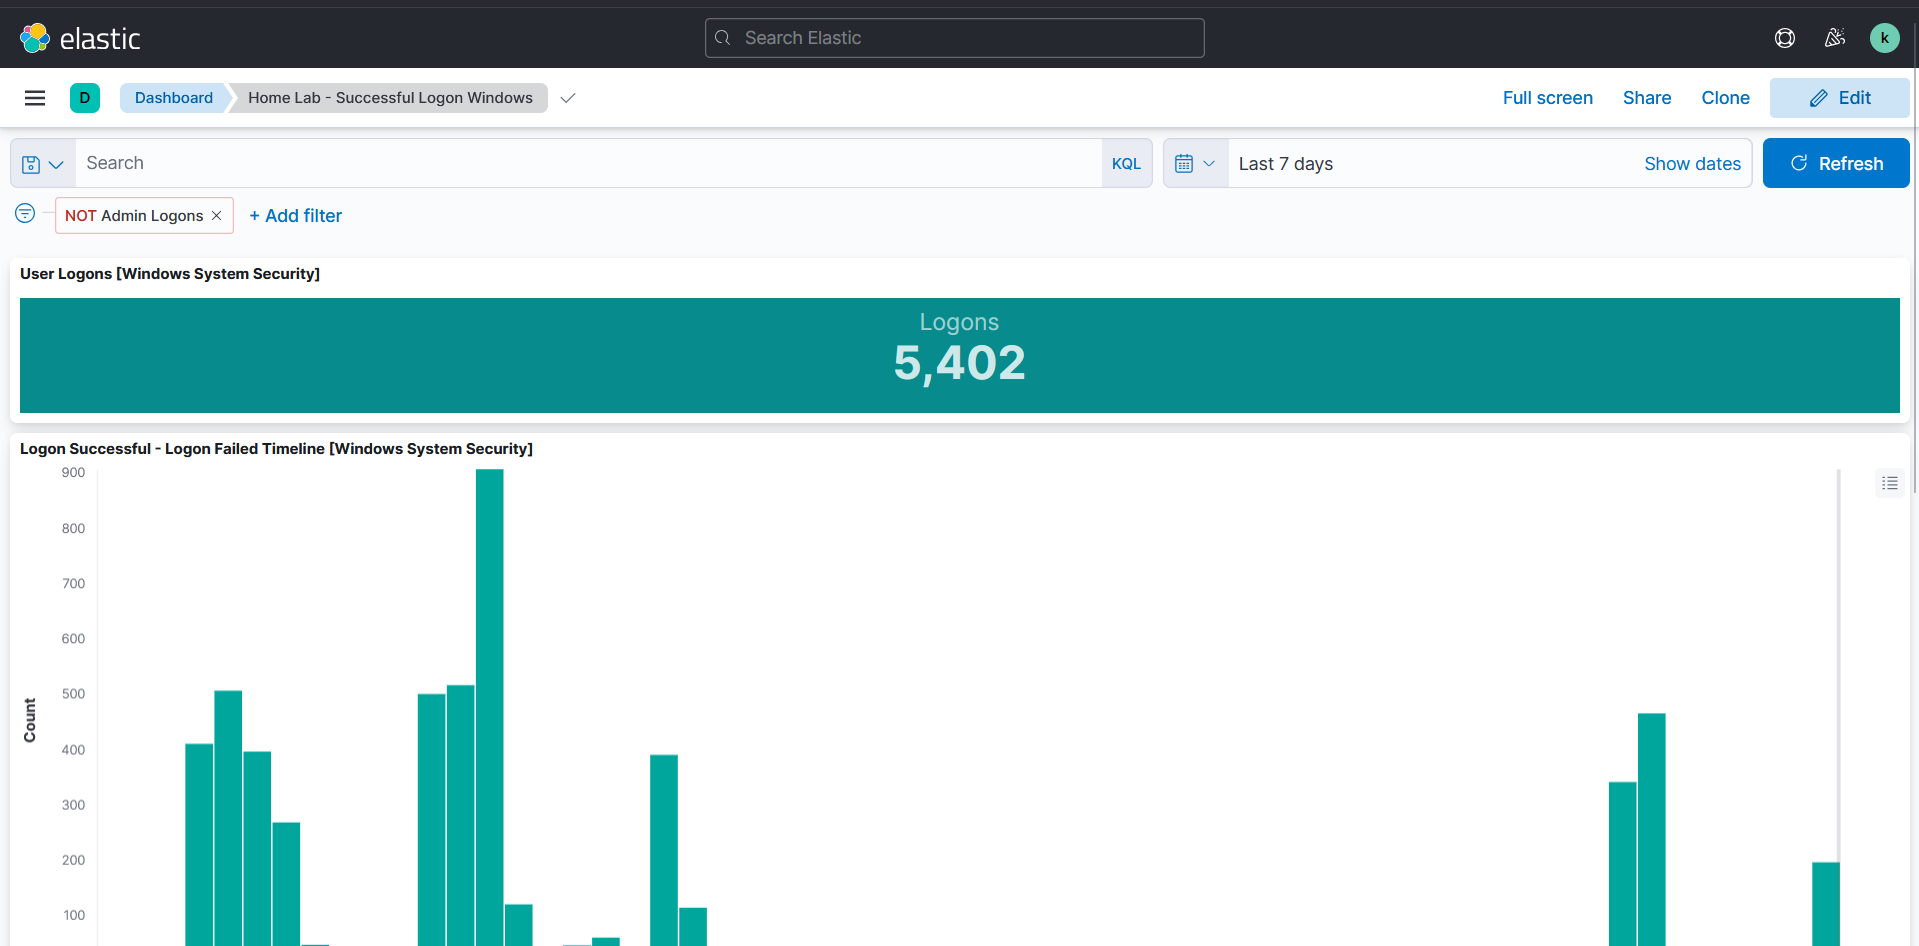 elastic
Search Elastic
k
D
Dashboard
Home Lab - Successful Logon Windows
Full screen
Share
Clone
Edit
Search
KQL
Last 7 days
Show dates
Refresh
NOT Admin Logons
+ Add filter
User Logons [Windows System Security]
Logons
5,402
Logon Successful - Logon Failed Timeline [Windows System Security]
900
800
700
600
500
400
300
200
100
Count